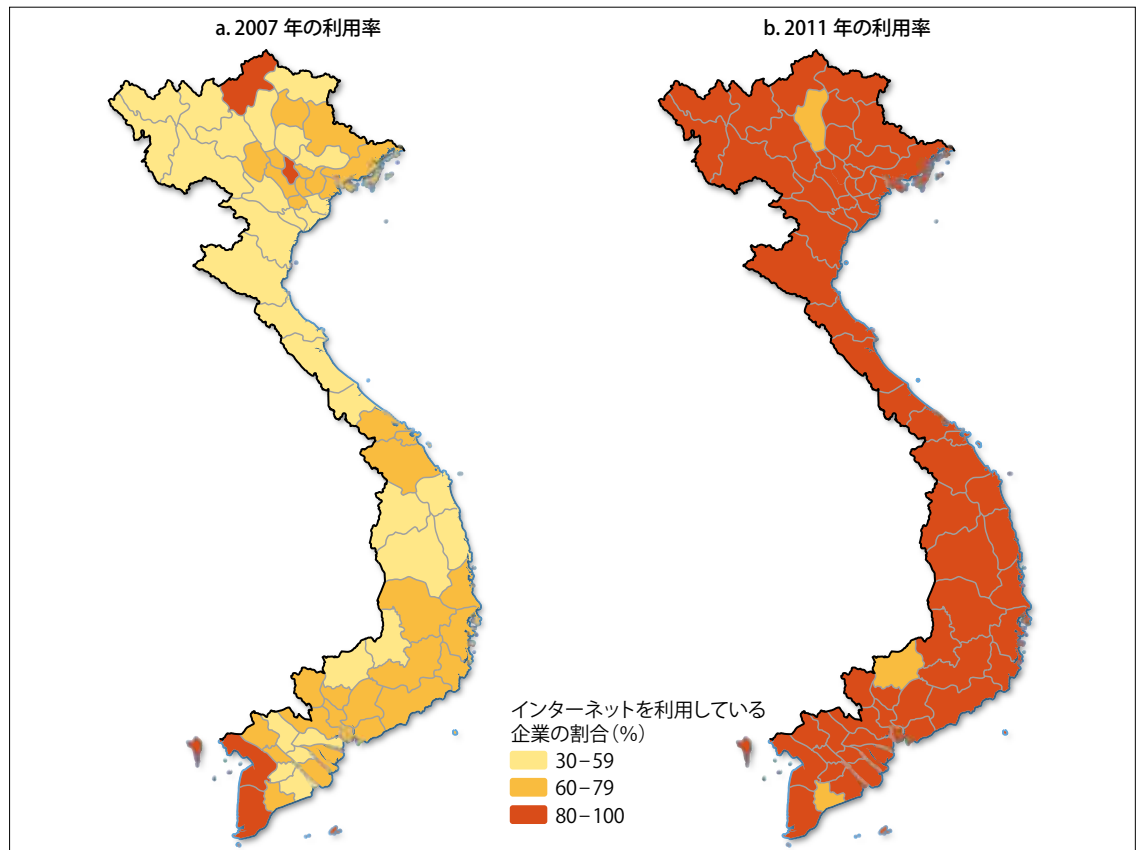 a. 2007 年の利用率
b. 2011 年の利用率
インターネットを利用している
企業の割合(%)
30–59
60–79
80–100